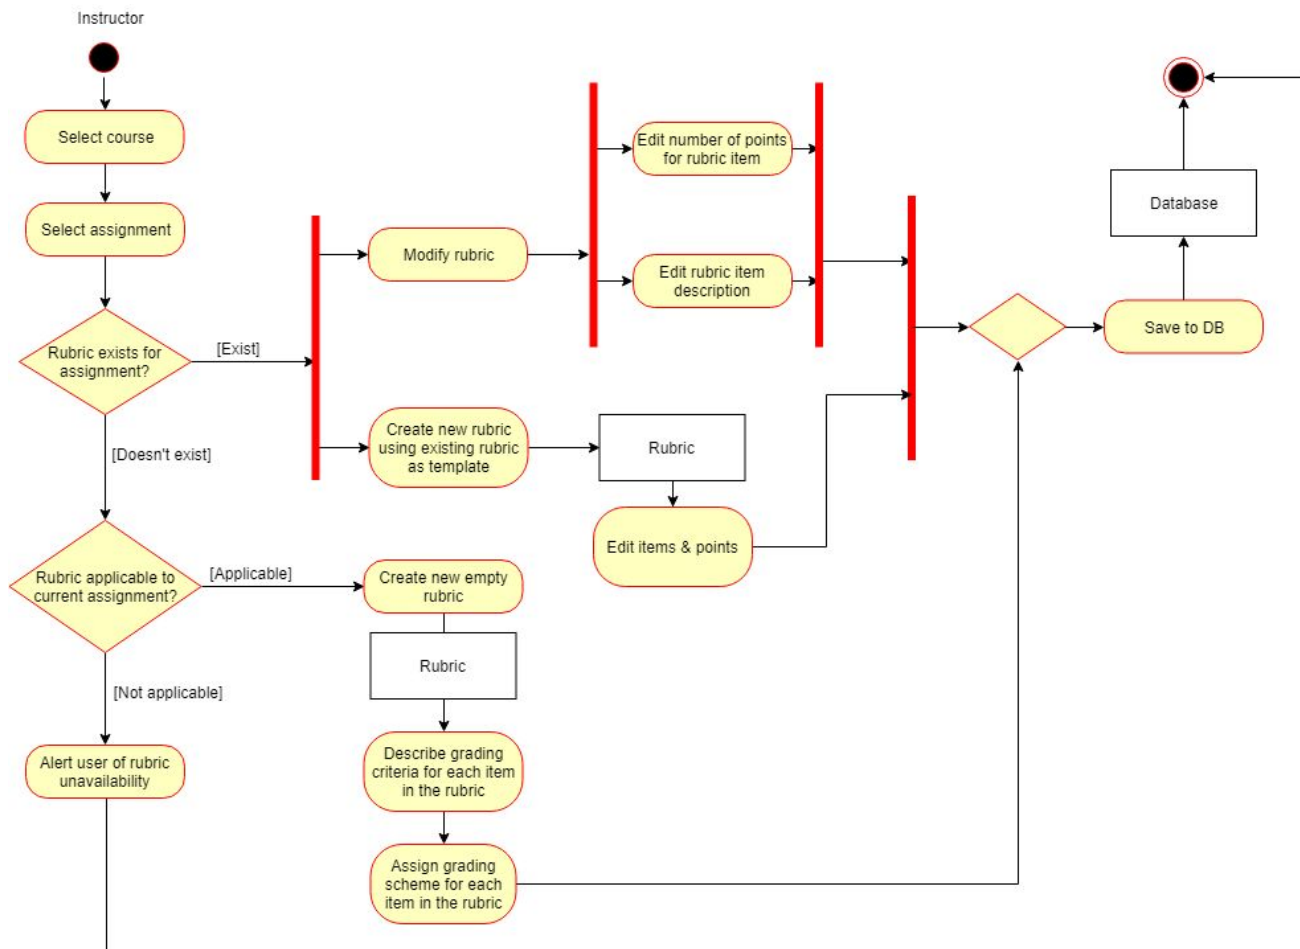 Instructor
Select course
Select assignment
Rubric exists for
assignment?
[Exist]
[Doesn't exist]
Modify rubric
Edit number of points
for rubric item
Edit rubric item
description
Create new rubric
using existing rubric
as template
Rubric
Edit items & points
Database
Save to DB
Rubric applicable to
current assignment?
[Applicable]
[Not applicable]
Create new empty
rubric
Rubric
Describe grading
criteria for each item
in the rubric
Assign grading
scheme for each
item in the rubric
Alert user of rubric
unavailability